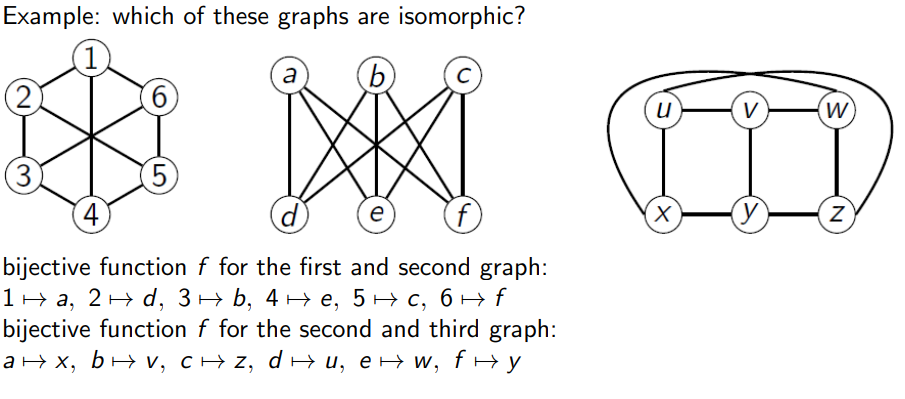 Example: which of these graphs are isomorphic?
1
2
6
3
5
4
a b c
d e f
u v w
x y z
bijective function f for the first and second graph:
1 ↦ a, 2 ↦ d, 3 ↦ b, 4 ↦ e, 5 ↦ c, 6 ↦ f
bijective function f for the second and third graph:
a ↦ x, b ↦ v, c ↦ z, d ↦ u, e ↦ w, f ↦ y